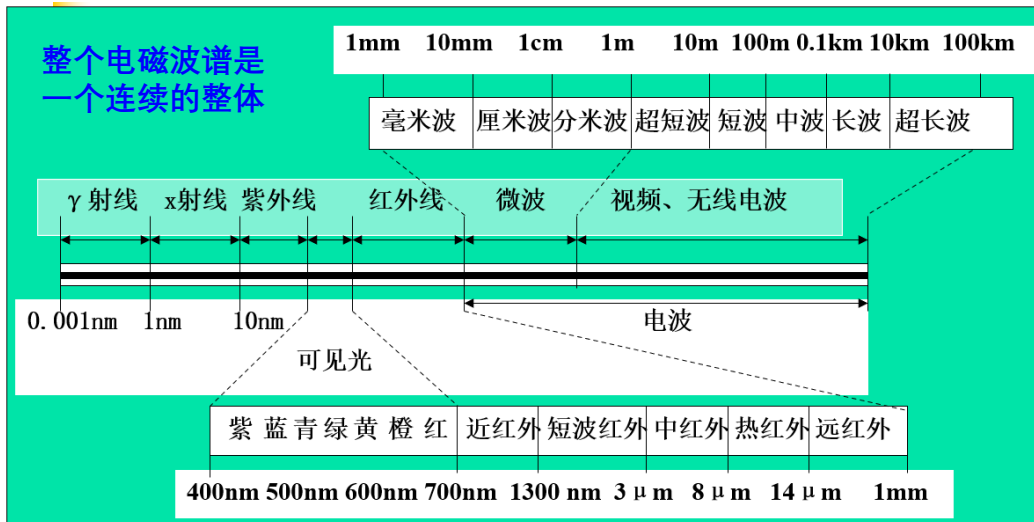 整个电磁波谱是
一个连续的整体
1mm 10mm 1cm 1m 10m 100m 0.1km 10km 100km
毫米波 厘米波 分米波 超短波 短波 中波 长波 超长波
γ射线 x射线 紫外线 红外线 微波 视频、无线电波
0.001nm 1nm 10nm 电波
可见光
紫 蓝 青 绿 黄 橙 红 近红外 短波红外 中红外 热红外 远红外
400nm 500nm 600nm 700nm 1300 nm 3μm 8μm 14μm 1mm